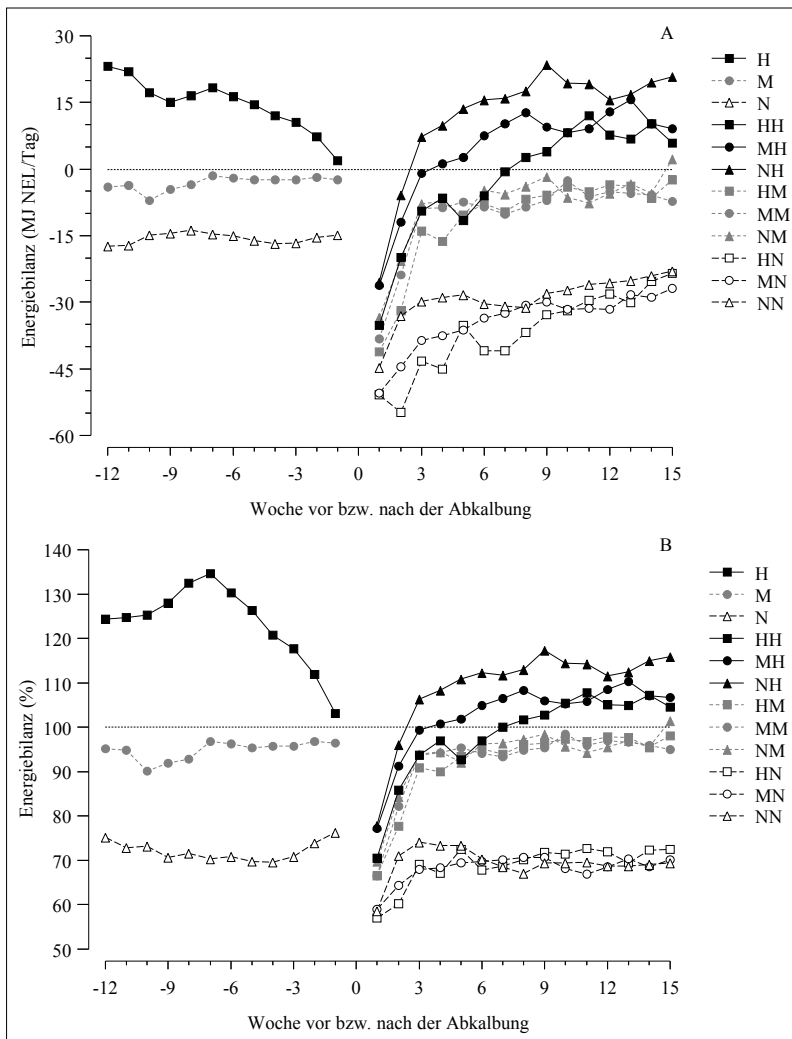 A
30
15
0
-15
-30
-45
-60
Energiebilanz (MJ NEL/Tag)
-12 -9 -6 -3 0 3 6 9 12 15
Woche vor bzw. nach der Abkalbung
H
M
N
HH
MH
NH
HM
MM
NM
HN
MN
NN
B
140
130
120
110
100
90
80
70
60
50
Energiebilanz (%)
-12 -9 -6 -3 0 3 6 9 12 15
Woche vor bzw. nach der Abkalbung
H
M
N
HH
MH
NH
HM
MM
NM
HN
MN
NN